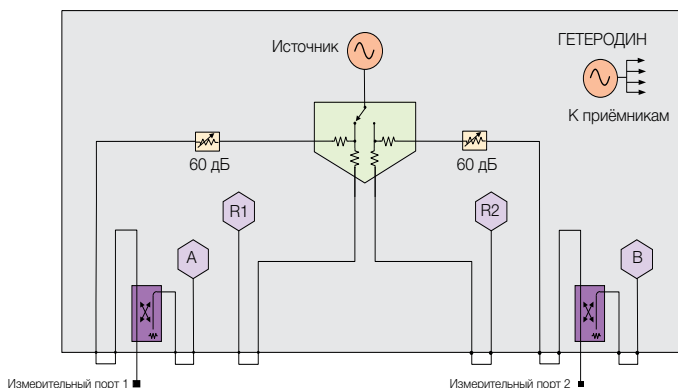 Источник
ГЕТЕРОДИН
К приёмникам
60 дБ
60 дБ
R1
R2
A
B
Измерительный порт 1
Измерительный порт 2